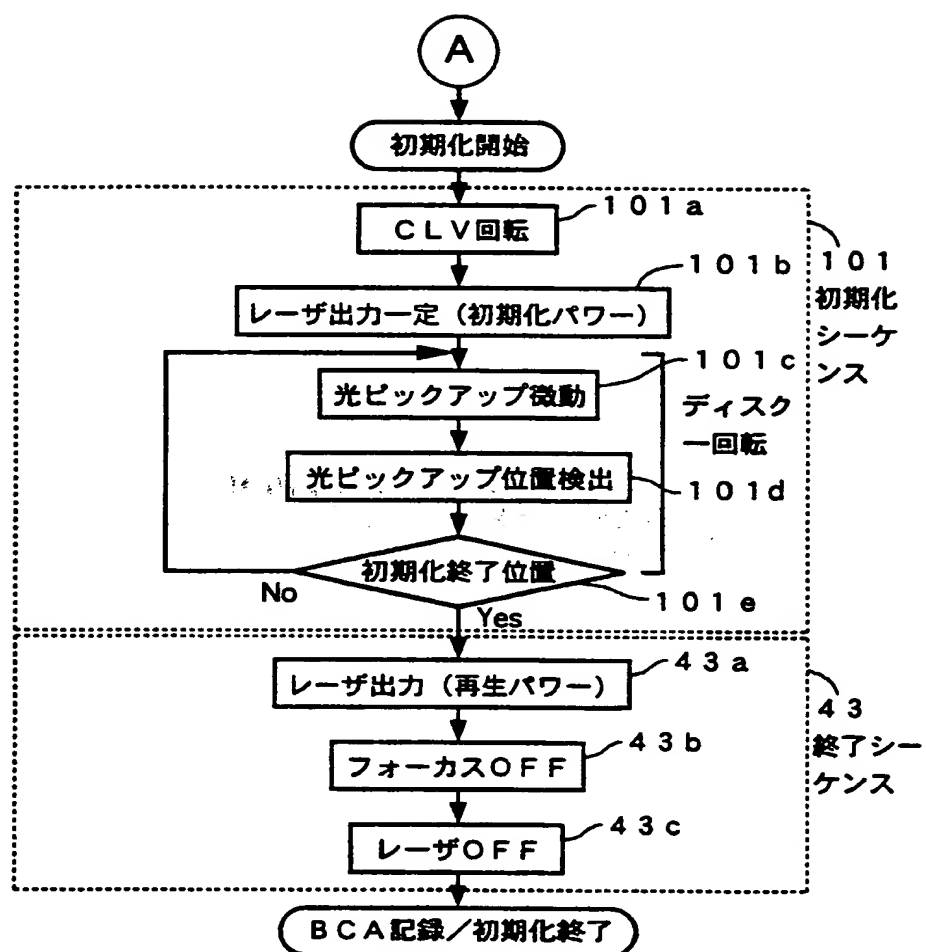 A
初期化開始
101a
CLV回転
101b
レーザ出力一定（初期化パワー）
101
初期化
シーケ
ンス
101c
光ピックアップ微動
ディスク
一回転
光ピックアップ位置検出
101d
初期化終了位置
No
101e
Yes
43a
レーザ出力（再生パワー）
43
終了シー
ケンス
43b
フォーカスOFF
43c
レーザOFF
BCA記録／初期化終了